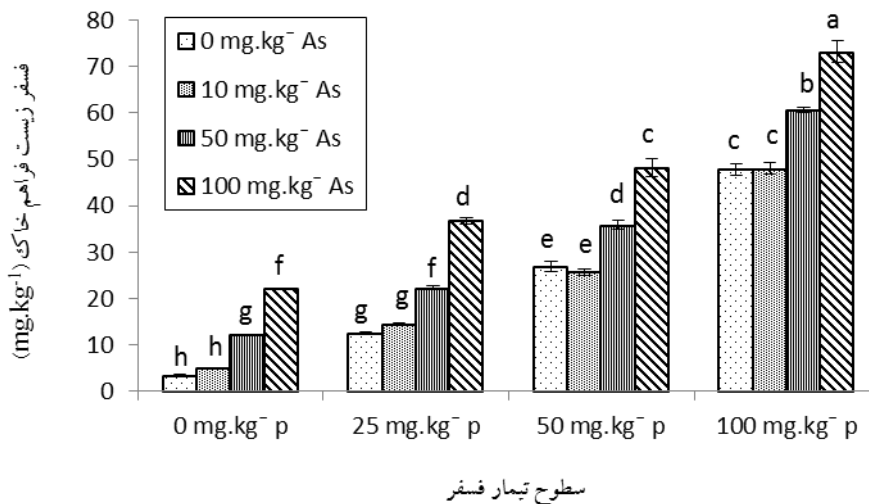 فسفر زیست فراهم خاک (mg.kg⁻¹)
80
70
60
50
40
30
20
10
0
0 mg.kg⁻ As
10 mg.kg⁻ As
50 mg.kg⁻ As
100 mg.kg⁻ As
h h g f
g g f d
e e d c
c c b a
0 mg.kg⁻ p 25 mg.kg⁻ p 50 mg.kg⁻ p 100 mg.kg⁻ p
سطوح تیمار فسفر